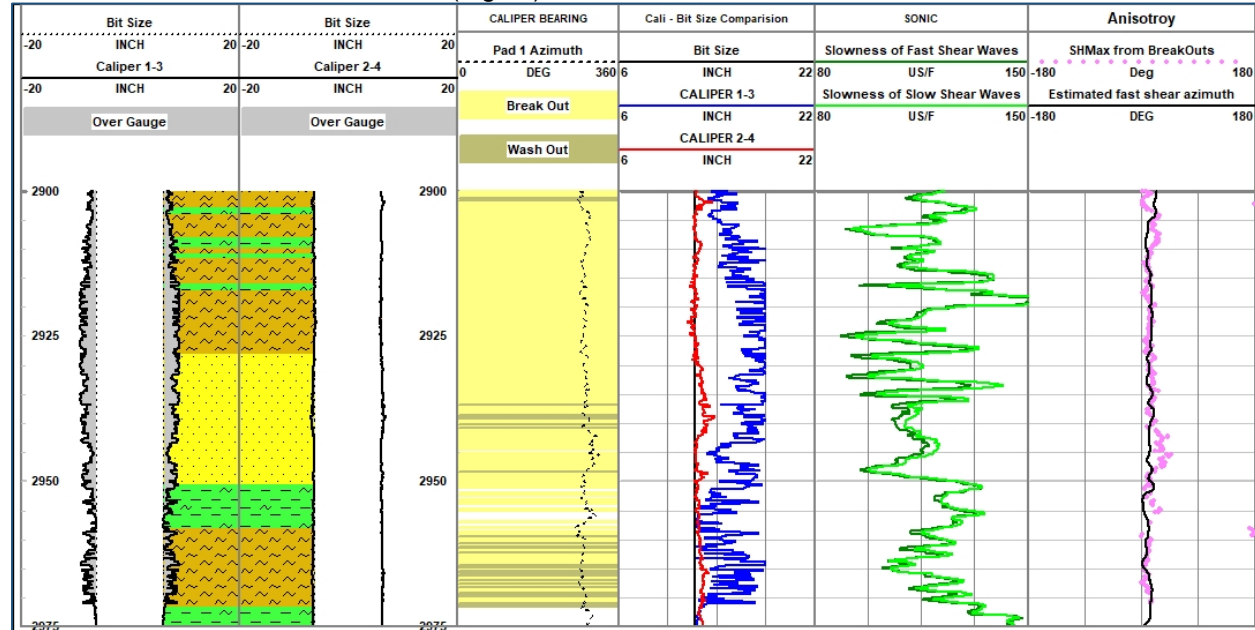 Bit Size
-20 INCH 20
Caliper 1-3
-20 INCH 20
Over Gauge
Bit Size
-20 INCH 20
Caliper 2-4
-20 INCH 20
Over Gauge
CALIPER BEARING
Pad 1 Azimuth
0 DEG 360
Break Out
Wash Out
Cali - Bit Size Comparision
Bit Size
6 INCH 22
CALIPER 1-3
6 INCH 22
CALIPER 2-4
6 INCH 22
SONIC
Slowness of Fast Shear Waves
80 US/F 150
Slowness of Slow Shear Waves
80 US/F 150
Anisotroy
SHMax from BreakOuts
-180 Deg 180
Estimated fast shear azimuth
-180 DEG 180
2900 2900
2925 2925
2950 2950
2975 2975